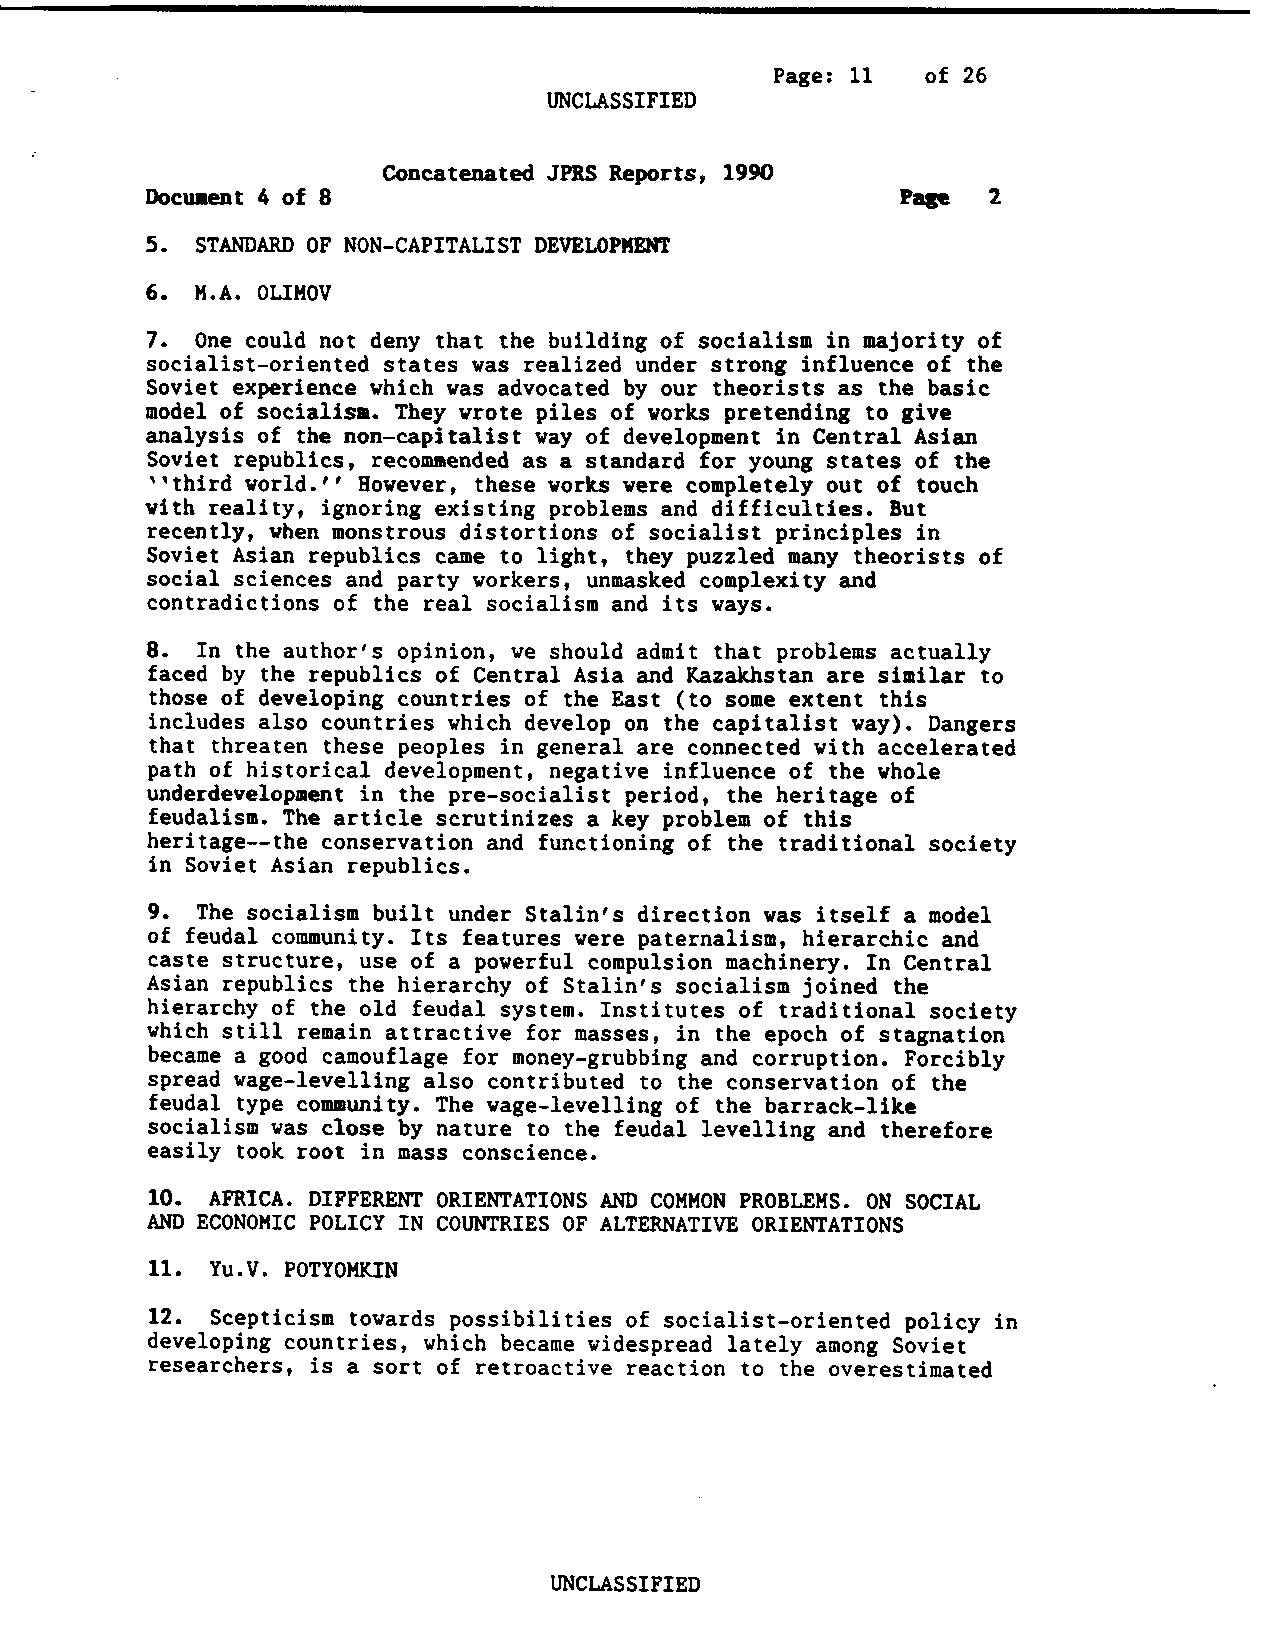 Page: 11 of 26
UNCLASSIFIED
Concatenated JPRS Reports, 1990
Document 4 of 8 Page 2
5. STANDARD OF NON-CAPITALIST DEVELOPMENT
6. M.A. OLIMOV
7. One could not deny that the building of socialism in majority of
socialist-oriented states was realized under strong influence of the
Soviet experience which was advocated by our theorists as the basic
model of socialism. They wrote piles of works pretending to give
analysis of the non-capitalist way of development in Central Asian
Soviet republics, recommended as a standard for young states of the
``third world.'' However, these works were completely out of touch
with reality, ignoring existing problems and difficulties. But
recently, when monstrous distortions of socialist principles in
Soviet Asian republics came to light, they puzzled many theorists of
social sciences and party workers, unmasked complexity and
contradictions of the real socialism and its ways.
8. In the author's opinion, we should admit that problems actually
faced by the republics of Central Asia and Kazakhstan are similar to
those of developing countries of the East (to some extent this
includes also countries which develop on the capitalist way). Dangers
that threaten these peoples in general are connected with accelerated
path of historical development, negative influence of the whole
underdevelopment in the pre-socialist period, the heritage of
feudalism. The article scrutinizes a key problem of this
heritage--the conservation and functioning of the traditional society
in Soviet Asian republics.
9. The socialism built under Stalin's direction was itself a model
of feudal community. Its features were paternalism, hierarchic and
caste structure, use of a powerful compulsion machinery. In Central
Asian republics the hierarchy of Stalin's socialism joined the
hierarchy of the old feudal system. Institutes of traditional society
which still remain attractive for masses, in the epoch of stagnation
became a good camouflage for money-grubbing and corruption. Forcibly
spread wage-levelling also contributed to the conservation of the
feudal type community. The wage-levelling of the barrack-like
socialism was close by nature to the feudal levelling and therefore
easily took root in mass conscience.
10. AFRICA. DIFFERENT ORIENTATIONS AND COMMON PROBLEMS. ON SOCIAL
AND ECONOMIC POLICY IN COUNTRIES OF ALTERNATIVE ORIENTATIONS
11. Yu.V. POTYOMKIN
12. Scepticism towards possibilities of socialist-oriented policy in
developing countries, which became widespread lately among Soviet
researchers, is a sort of retroactive reaction to the overestimated
UNCLASSIFIED